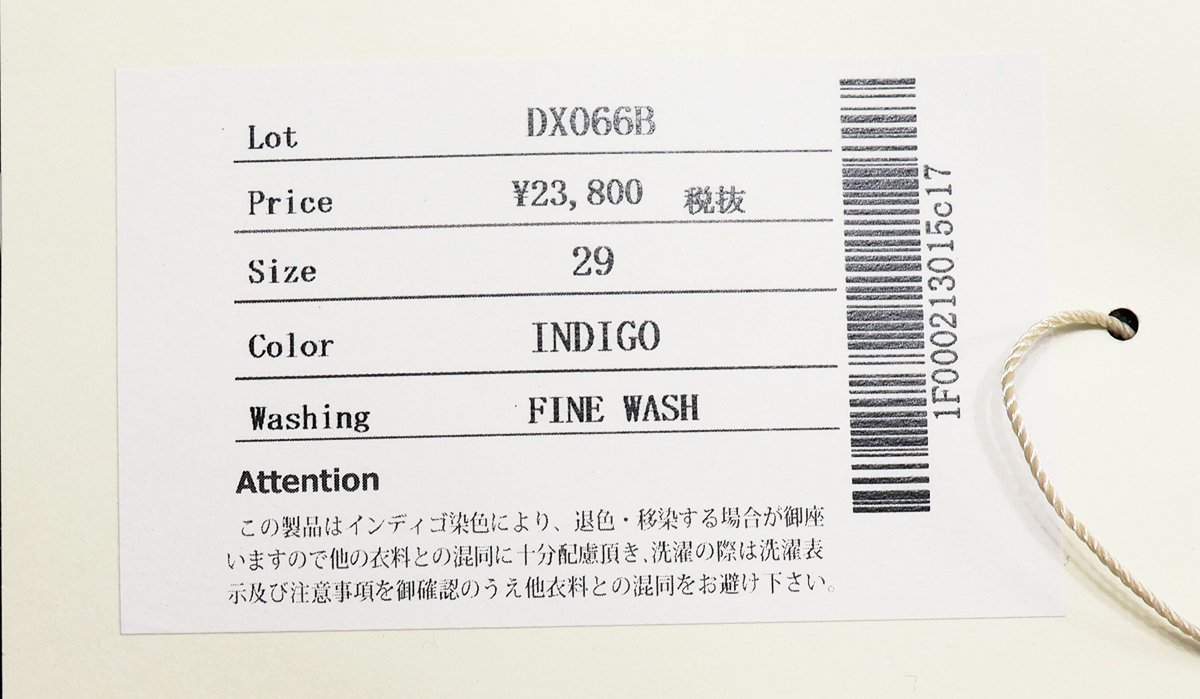 Lot DX066B
Price ¥23,800 税抜
Size 29
Color INDIGO
Washing FINE WASH
Attention
この製品はインディゴ染色により、退色・移染する場合が御座
いますので他の衣料との混同に十分配慮頂き、洗濯の際は洗濯表
示及び注意事項を御確認のうえ他衣料との混同をお避け下さい。
1F000213015c17